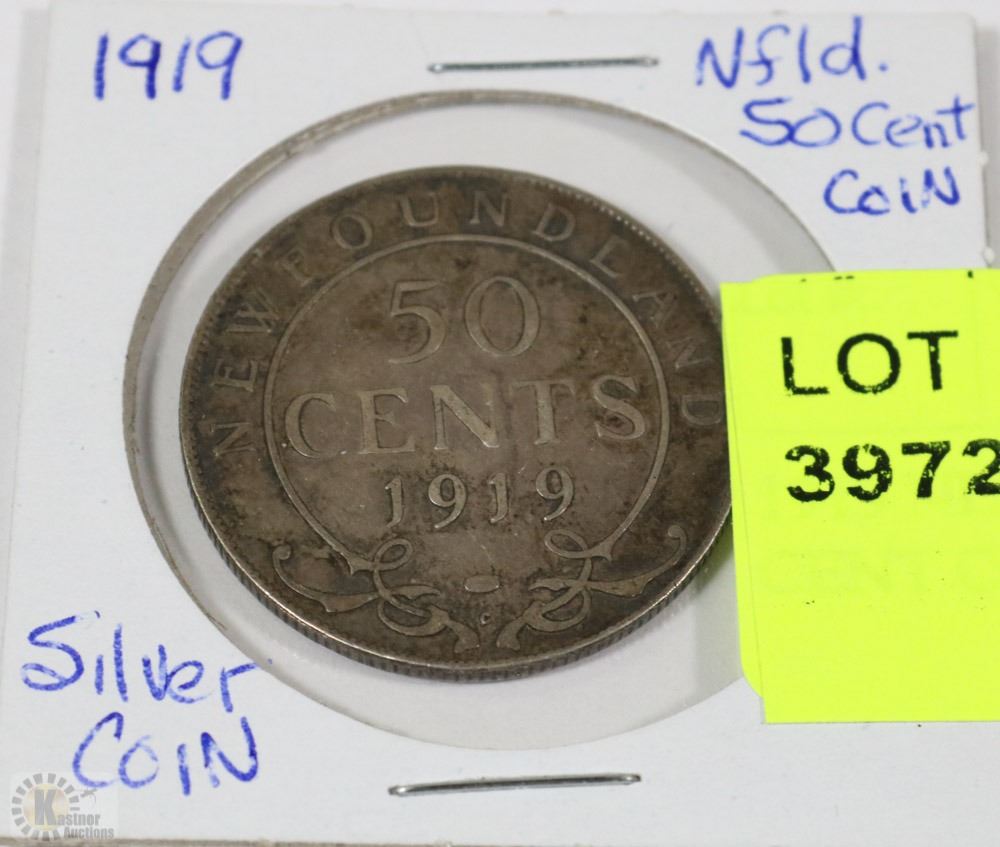 1919
Nfld.
50 Cent
COIN
NEWFOUNDLAND
50
CENTS
1919
C
LOT
3972
Silver
COIN
Kastner
Auctions